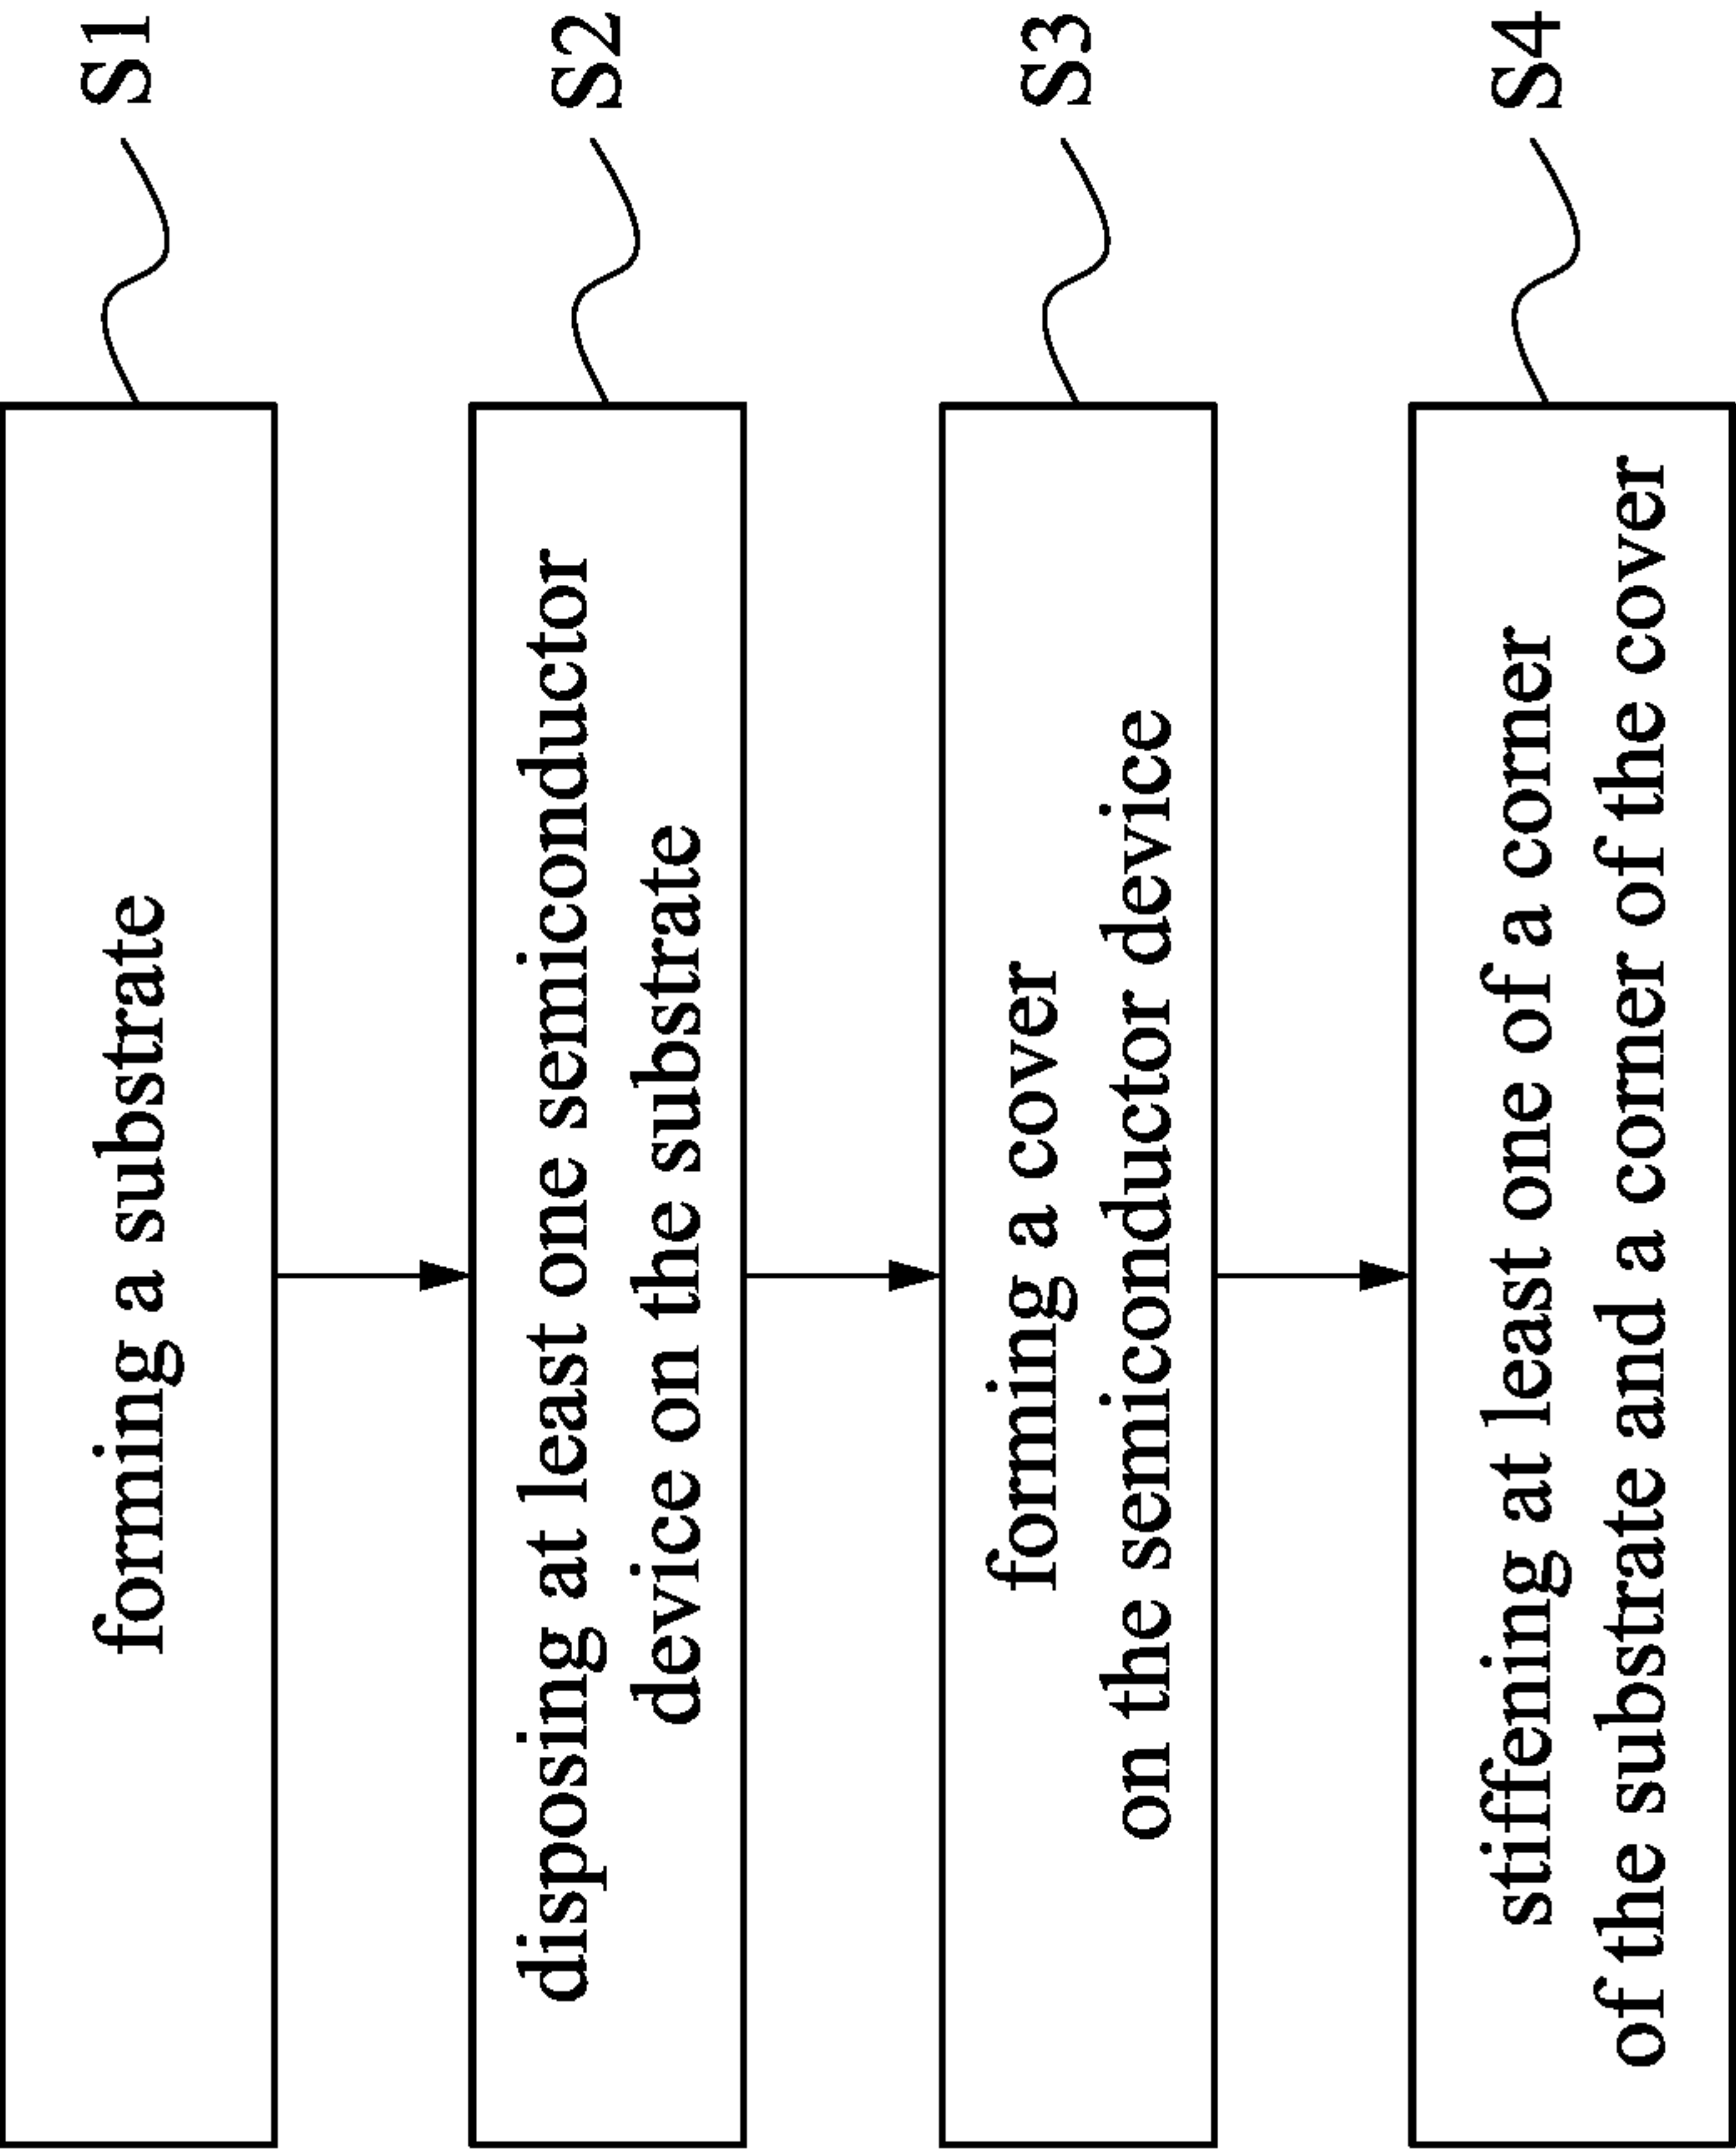 forming a substrate
S1
disposing at least one semiconductor
device on the substrate
S2
forming a cover
on the semiconductor device
S3
stiffening at least one of a corner
of the substrate and a corner of the cover
S4